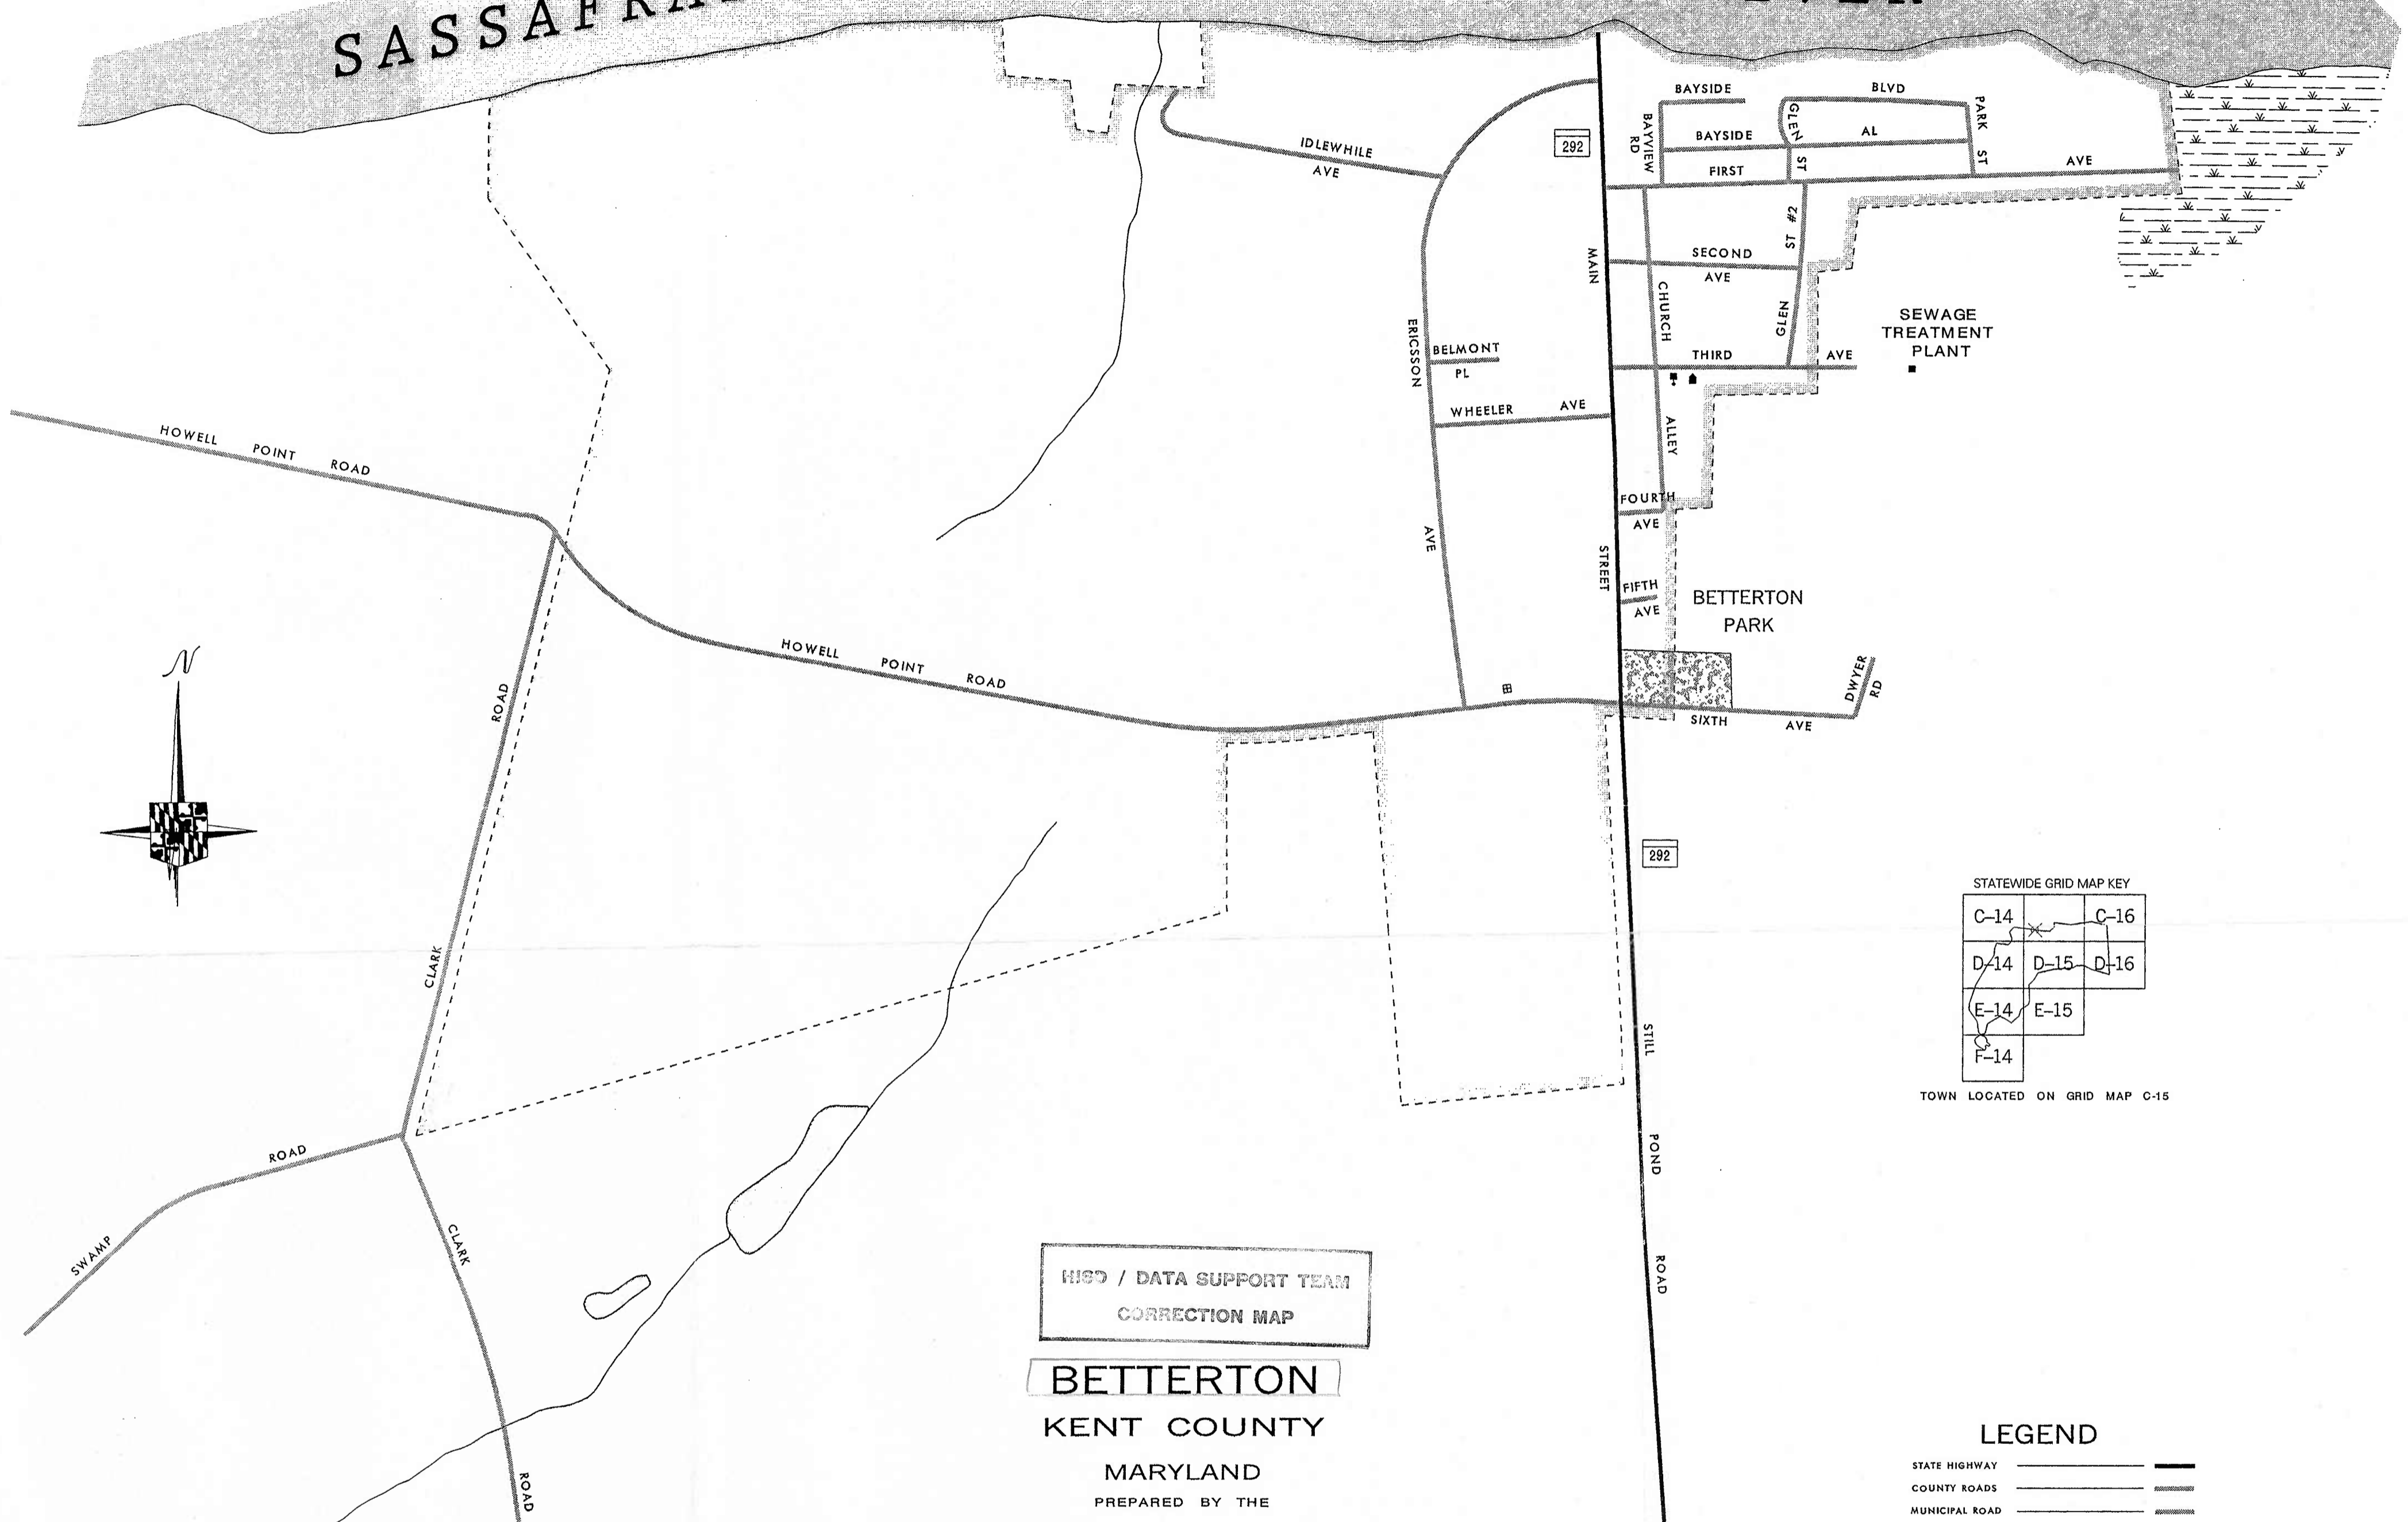 SASSAFRA
BAYSIDE
BLVD
PARK
ST
GLEN
ST
BAYVIEW
RD
BAYSIDE
AL
FIRST
AVE
292
IDLEWHILE
AVE
MAIN
STREET
ST #2
GLEN
SECOND
AVE
CHURCH
ALLEY
ERICSSON
AVE
BELMONT
PL
THIRD
AVE
SEWAGE
TREATMENT
PLANT
WHEELER AVE
HOWELL POINT ROAD
FOURTH
AVE
FIFTH
AVE
BETTERTON
PARK
N
HOWELL POINT ROAD
DWYER
RD
SIXTH AVE
CLARK ROAD
292
STATEWIDE GRID MAP KEY
C-14 C-16
D-14 D-15 D-16
E-14 E-15
F-14
TOWN LOCATED ON GRID MAP C-15
STILL POND ROAD
SWAMP ROAD
CLARK ROAD
HISD / DATA SUPPORT TEAM
CORRECTION MAP
BETTERTON
KENT COUNTY
MARYLAND
PREPARED BY THE
LEGEND
STATE HIGHWAY
COUNTY ROADS
MUNICIPAL ROAD